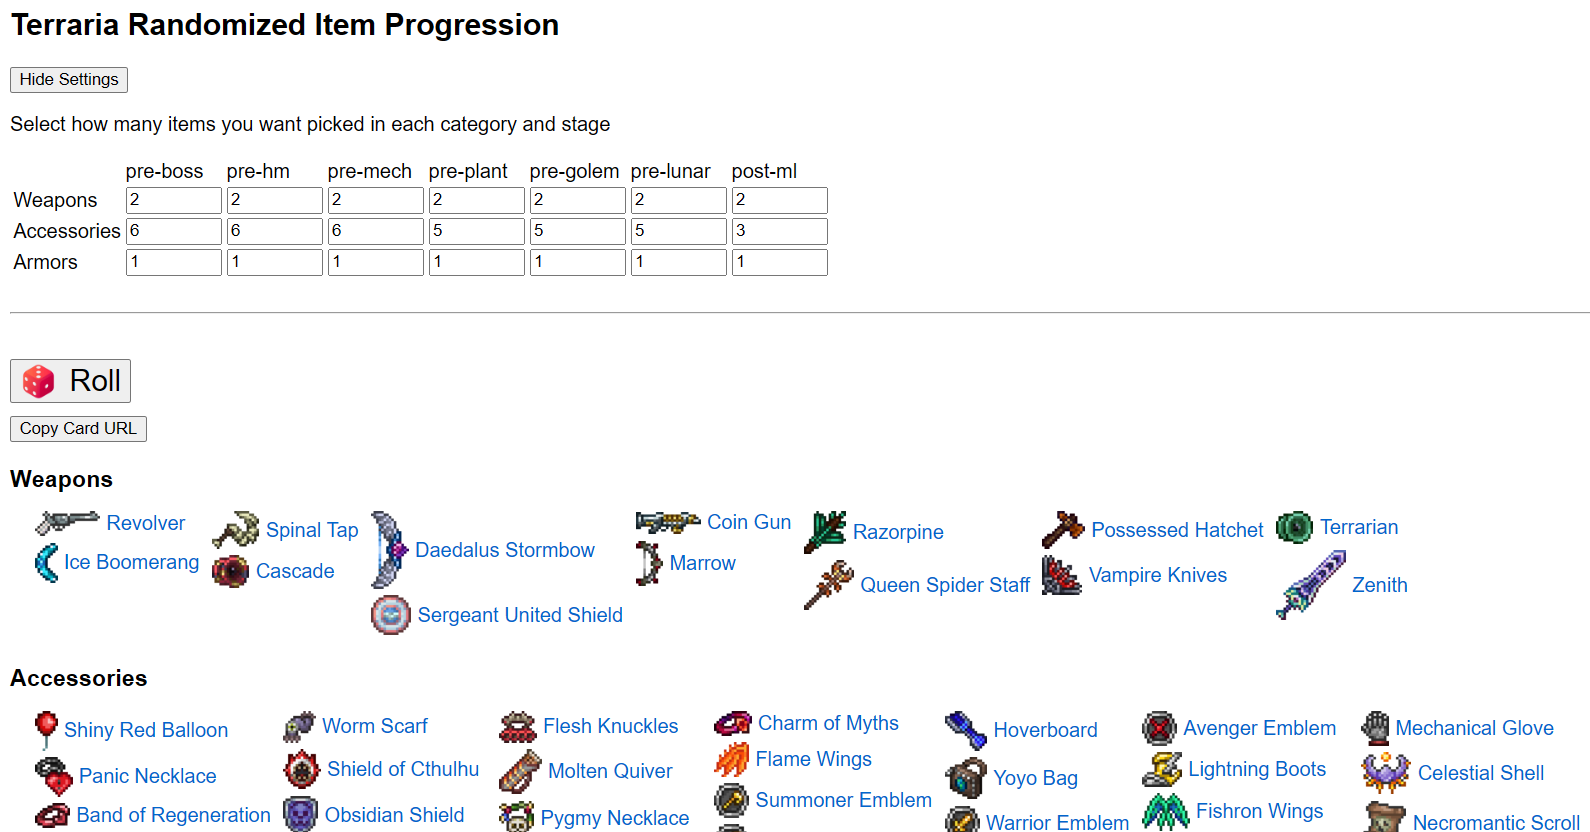 Terraria Randomized Item Progression
Hide Settings
Select how many items you want picked in each category and stage
pre-boss pre-hm pre-mech pre-plant pre-golem pre-lunar post-ml
Weapons 2 2 2 2 2 2 2
Accessories 6 6 6 5 5 5 3
Armors 1 1 1 1 1 1 1
Roll
Copy Card URL
Weapons
Revolver Spinal Tap Daedalus Stormbow Coin Gun Razorpine Possessed Hatchet Terrarian
Ice Boomerang Cascade Sergeant United Shield Marrow Queen Spider Staff Vampire Knives Zenith
Accessories
Shiny Red Balloon Worm Scarf Flesh Knuckles Charm of Myths Hoverboard Avenger Emblem Mechanical Glove
Panic Necklace Shield of Cthulhu Molten Quiver Flame Wings Yoyo Bag Lightning Boots Celestial Shell
Band of Regeneration Obsidian Shield Pygmy Necklace Summoner Emblem Warrior Emblem Fishron Wings Necromantic Scroll